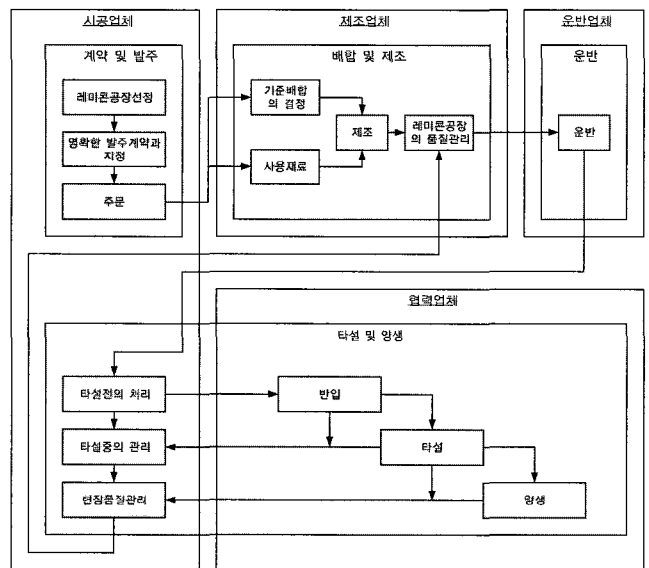 시공업체
제조업체
운반업체
계약 및 발주
배합 및 제조
운반
레미콘공장선정
명확한 발주계약과
지정
주문
기준배합
의 결정
사용재료
제조
레미콘공장
의 품질관리
운반
협력업체
타설 및 양생
타설전의 처리
반입
타설중의 관리
타설
현장품질관리
양생